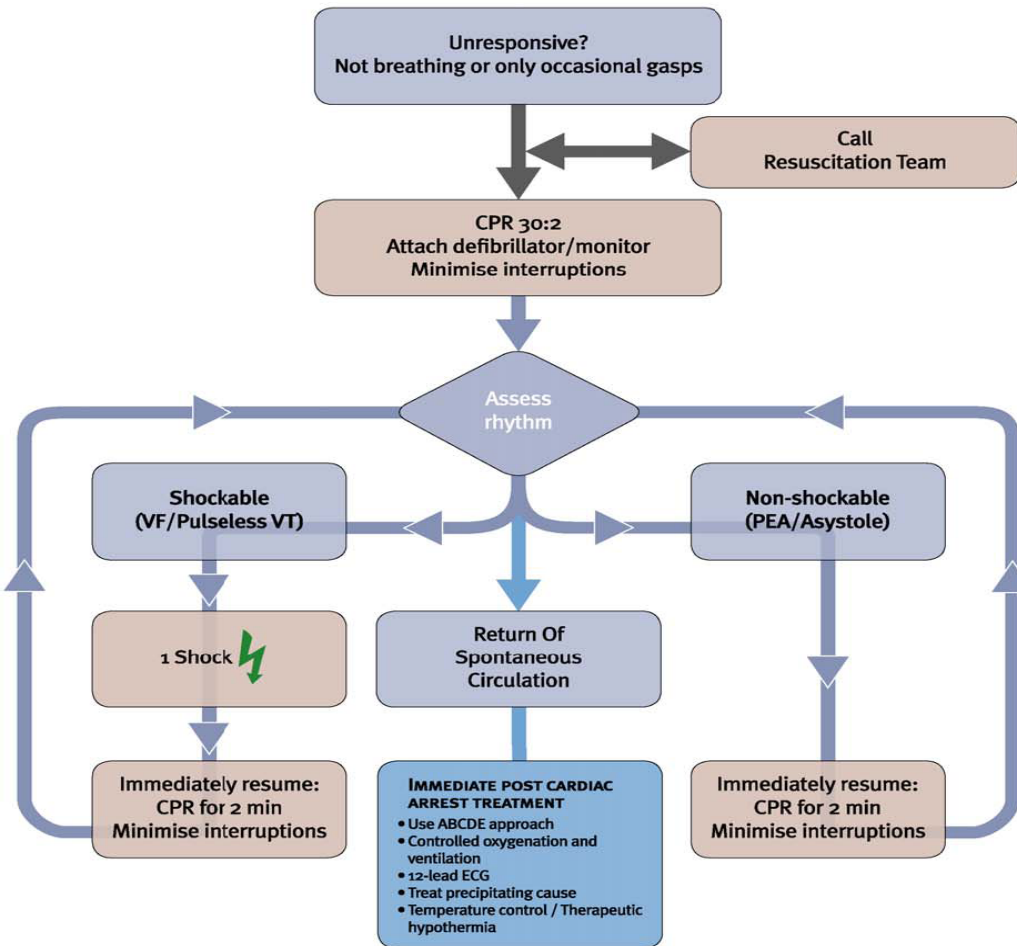 Unresponsive?
Not breathing or only occasional gasps
Call
Resuscitation Team
CPR 30:2
Attach defibrillator/monitor
Minimise interruptions
Assess
rhythm
Shockable
(VF/Pulseless VT)
Non-shockable
(PEA/Asystole)
1 Shock
Return Of
Spontaneous
Circulation
Immediately resume:
CPR for 2 min
Minimise interruptions
IMMEDIATE POST CARDIAC
ARREST TREATMENT
• Use ABCDE approach
• Controlled oxygenation and
ventilation
• 12-lead ECG
• Treat precipitating cause
• Temperature control / Therapeutic
hypothermia
Immediately resume:
CPR for 2 min
Minimise interruptions